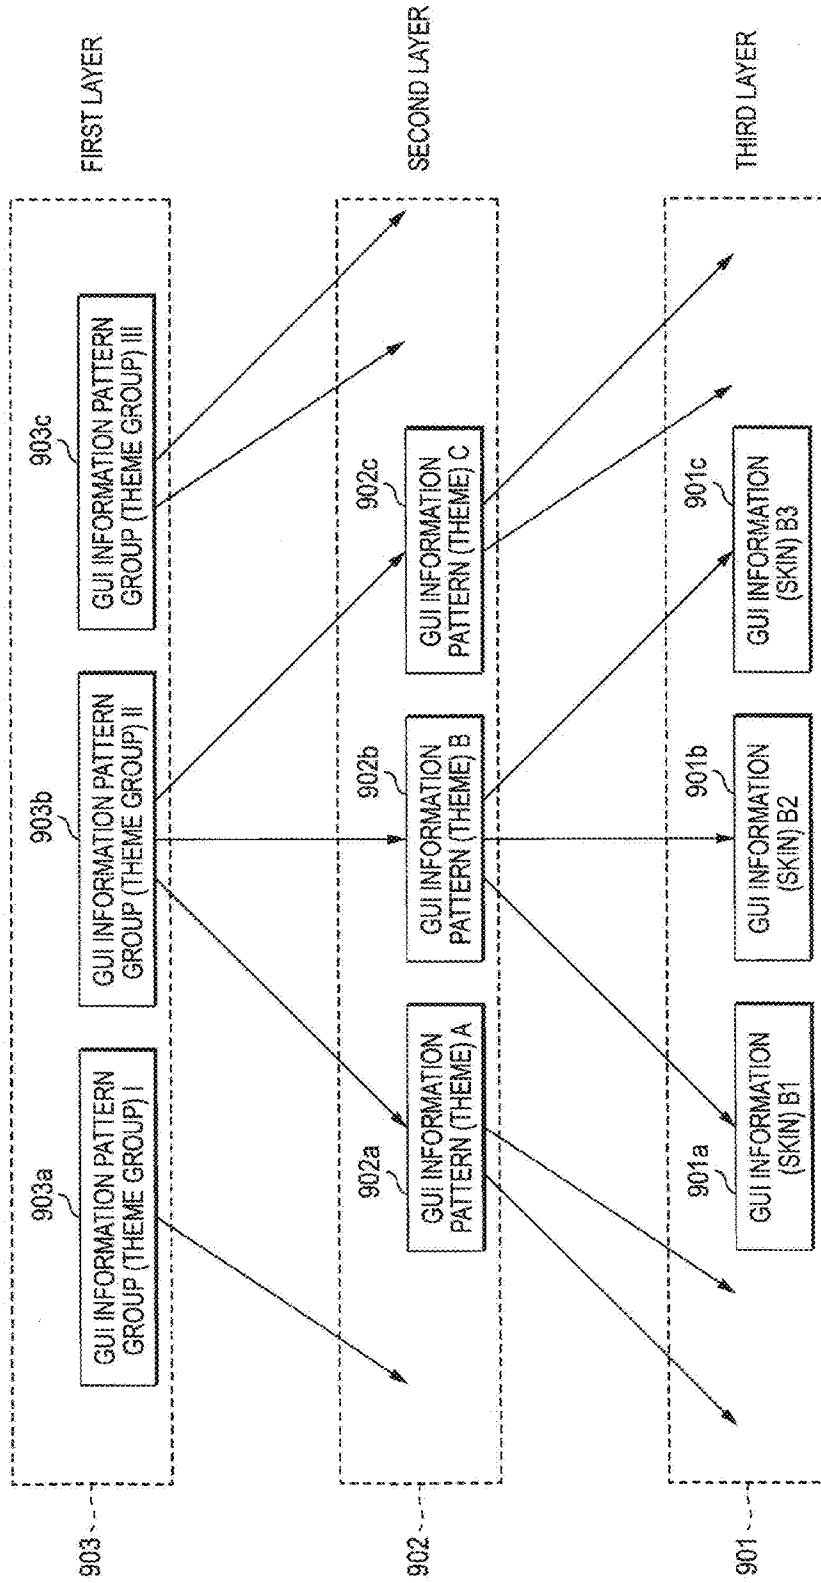 903
903a
GUI INFORMATION PATTERN
GROUP (THEME GROUP) I
903b
GUI INFORMATION PATTERN
GROUP (THEME GROUP) II
903c
GUI INFORMATION PATTERN
GROUP (THEME GROUP) III
FIRST LAYER
902
902a
GUI INFORMATION
PATTERN (THEME) A
902b
GUI INFORMATION
PATTERN (THEME) B
902c
GUI INFORMATION
PATTERN (THEME) C
SECOND LAYER
901
901a
GUI INFORMATION
(SKIN) B1
901b
GUI INFORMATION
(SKIN) B2
901c
GUI INFORMATION
(SKIN) B3
THIRD LAYER